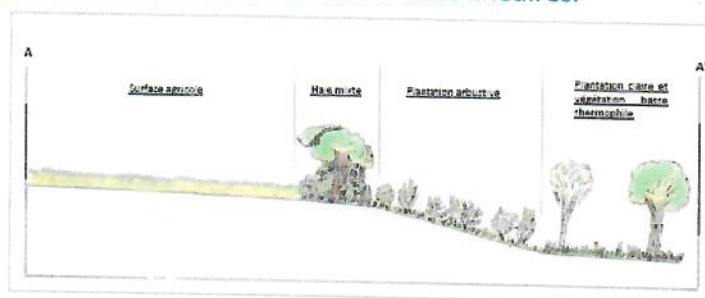 A
A'
Surface agricole
Haie mixte
Plantation arbustive
Plantation claire et
végétation basse
thermophile